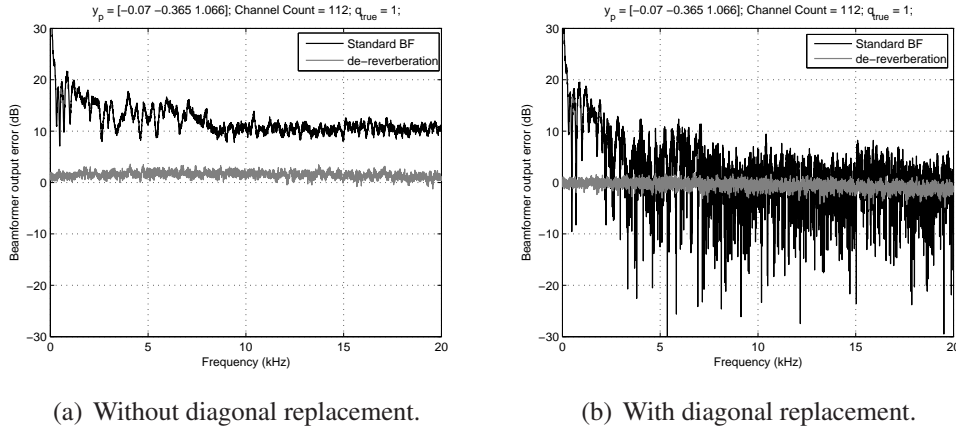 y_p = [−0.07 −0.365 1.066]; Channel Count = 112; q_true = 1;
Beamformer output error (dB)
30
20
10
0
−10
−20
−30
Standard BF
de−reverberation
0 5 10 15 20
Frequency (kHz)
(a) Without diagonal replacement.
y_p = [−0.07 −0.365 1.066]; Channel Count = 112; q_true = 1;
Beamformer output error (dB)
30
20
10
0
−10
−20
−30
Standard BF
de−reverberation
0 5 10 15 20
Frequency (kHz)
(b) With diagonal replacement.